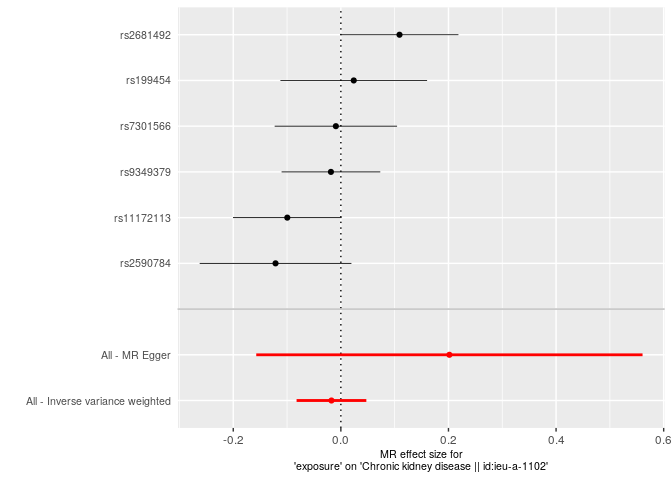 rs2681492
rs199454
rs7301566
rs9349379
rs11172113
rs2590784
All - MR Egger
All - Inverse variance weighted
-0.2 0.0 0.2 0.4 0.6
MR effect size for
'exposure' on 'Chronic kidney disease || id:ieu-a-1102'